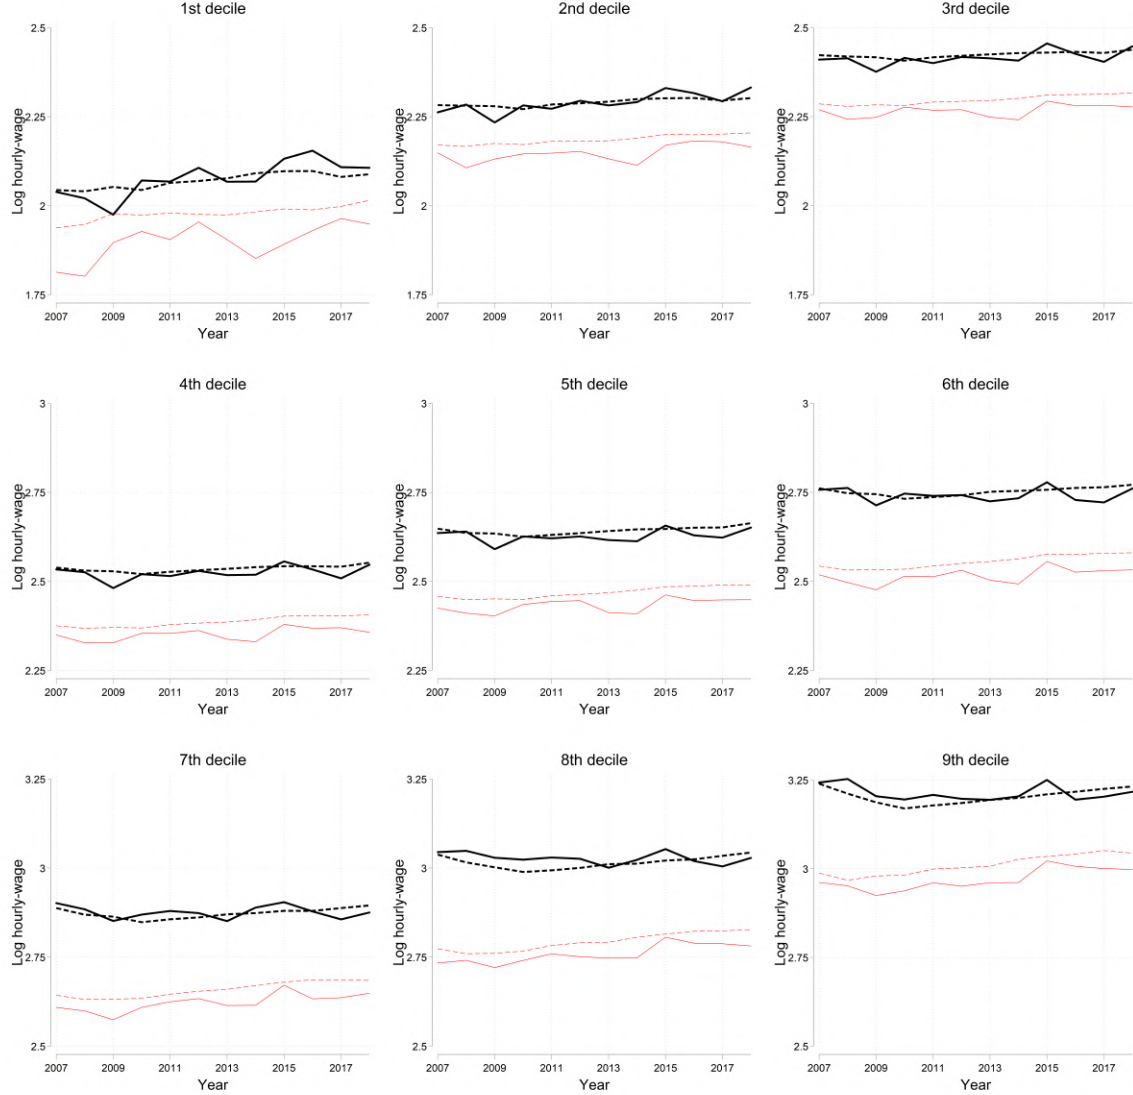 1st decile
2.5
2.25
2
1.75
Log hourly-wage
2007 2009 2011 2013 2015 2017
Year
2nd decile
2.5
2.25
2
1.75
Log hourly-wage
2007 2009 2011 2013 2015 2017
Year
3rd decile
2.5
2.25
2
1.75
Log hourly-wage
2007 2009 2011 2013 2015 2017
Year
4th decile
3
2.75
2.5
2.25
Log hourly-wage
2007 2009 2011 2013 2015 2017
Year
5th decile
3
2.75
2.5
2.25
Log hourly-wage
2007 2009 2011 2013 2015 2017
Year
6th decile
3
2.75
2.5
2.25
Log hourly-wage
2007 2009 2011 2013 2015 2017
Year
7th decile
3.25
3
2.75
2.5
Log hourly-wage
2007 2009 2011 2013 2015 2017
Year
8th decile
3.25
3
2.75
2.5
Log hourly-wage
2007 2009 2011 2013 2015 2017
Year
9th decile
3.25
3
2.75
2.5
Log hourly-wage
2007 2009 2011 2013 2015 2017
Year